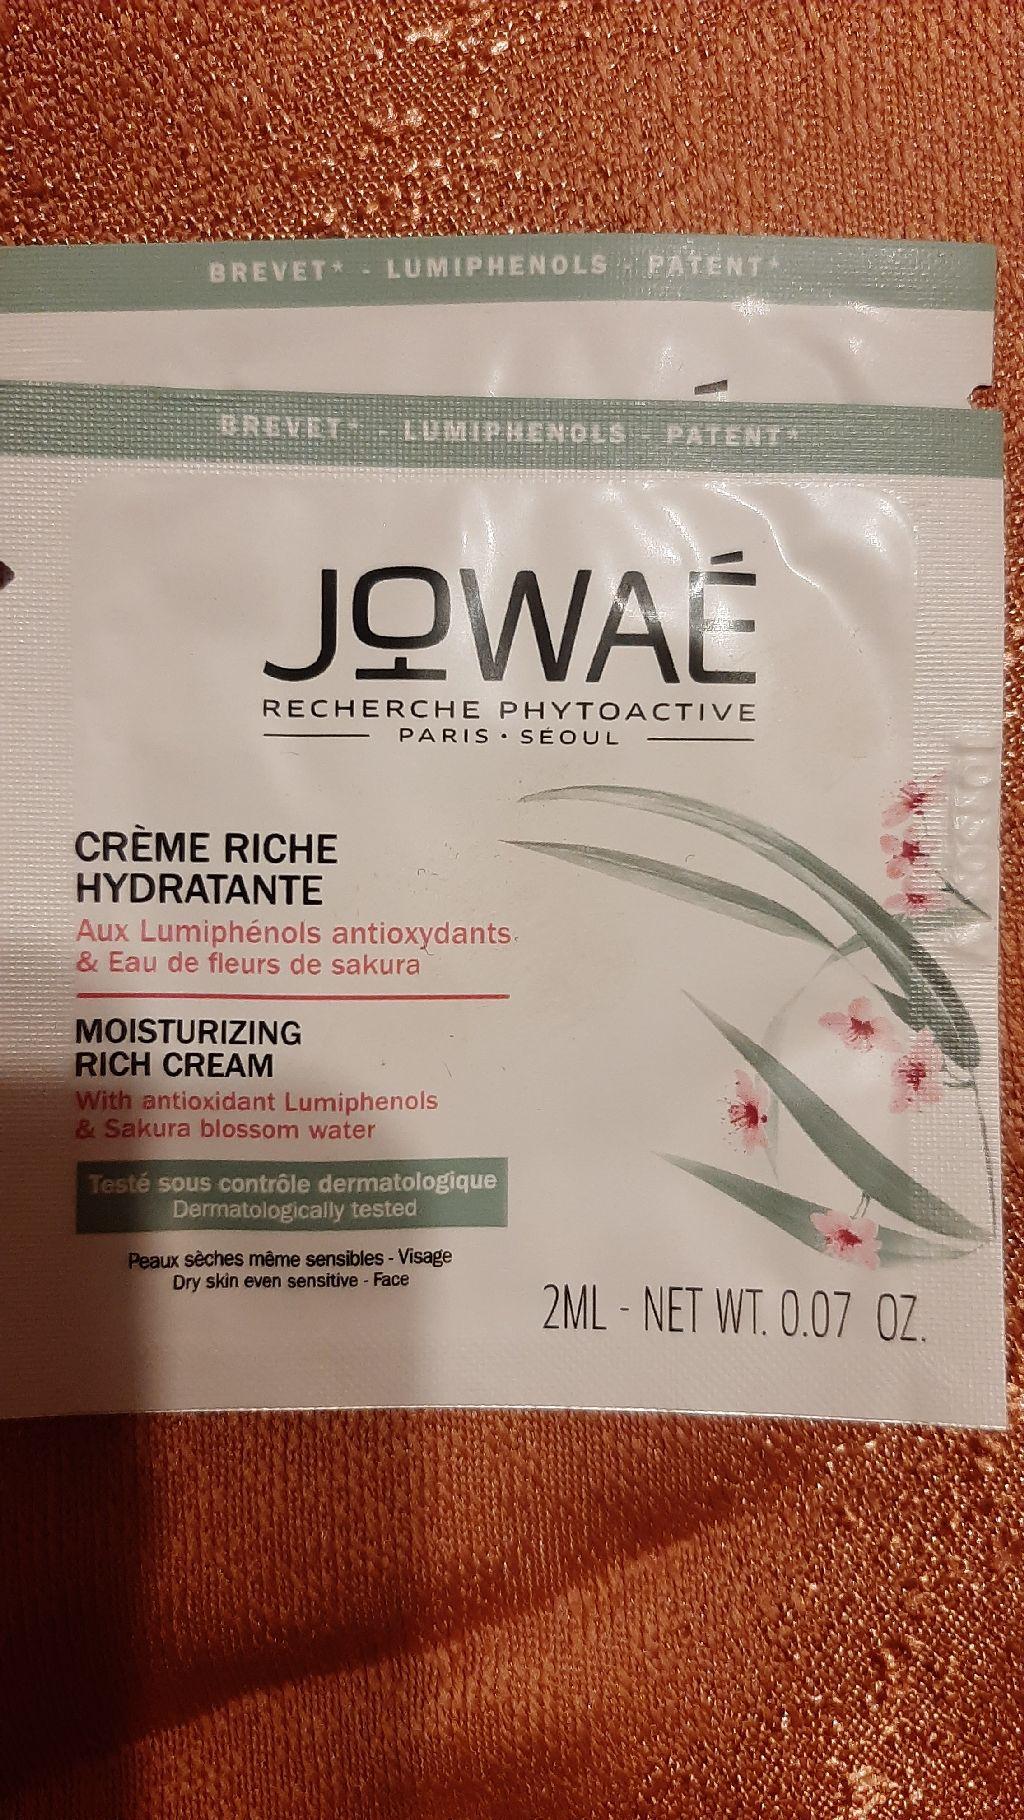 BREVET* - LUMIPHENOLS - PATENT*
BREVET* - LUMIPHENOLS - PATENT*
JOWAÉ
RECHERCHE PHYTOACTIVE
PARIS • SÉOUL
CRÈME RICHE
HYDRATANTE
Aux Lumiphénols antioxydants
& Eau de fleurs de sakura
MOISTURIZING
RICH CREAM
With antioxidant Lumiphenols
& Sakura blossom water
Testé sous contrôle dermatologique
Dermatologically tested
Peaux sèches même sensibles - Visage
Dry skin even sensitive - Face
2ML - NET WT. 0.07 OZ.